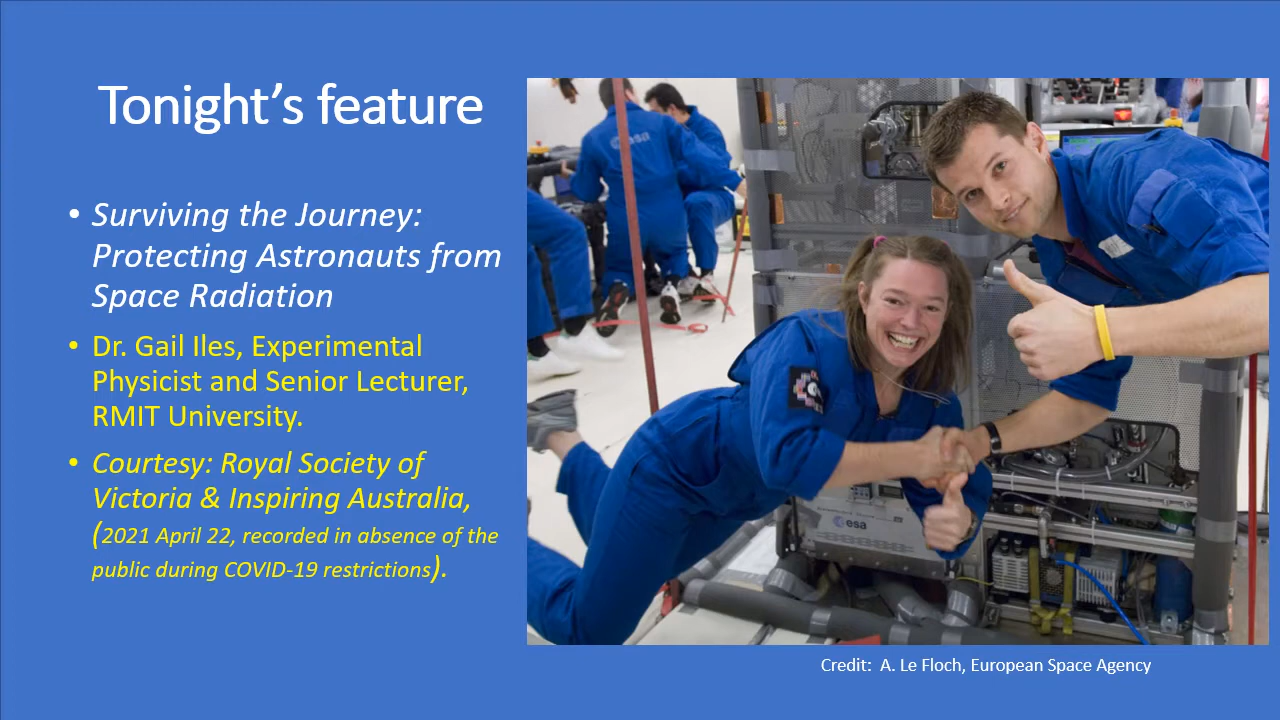 Tonight’s feature
• Surviving the Journey:
Protecting Astronauts from
Space Radiation
• Dr. Gail Iles, Experimental
Physicist and Senior Lecturer,
RMIT University.
• Courtesy: Royal Society of
Victoria & Inspiring Australia,
(2021 April 22, recorded in absence of the
public during COVID-19 restrictions).
esa
esa
Credit:  A. Le Floch, European Space Agency